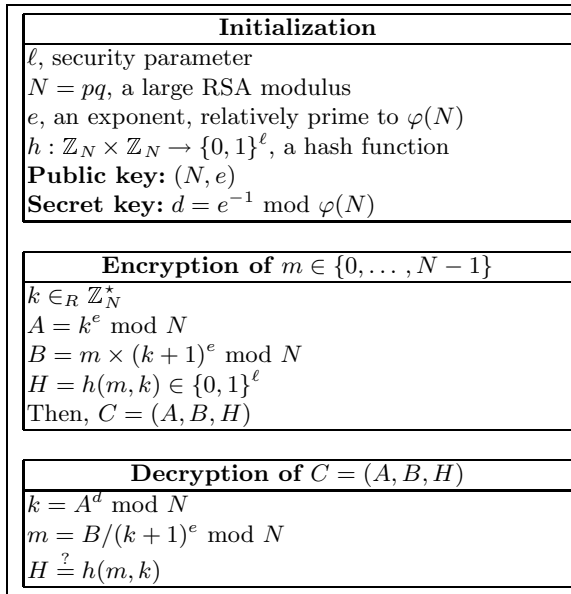 Initialization
ℓ, security parameter
N = pq, a large RSA modulus
e, an exponent, relatively prime to φ(N)
h : ℤ_N × ℤ_N → {0, 1}^ℓ, a hash function
Public key: (N, e)
Secret key: d = e^{−1} mod φ(N)
Encryption of m ∈ {0, . . . , N − 1}
k ∈_R ℤ_N^⋆
A = k^e mod N
B = m × (k + 1)^e mod N
H = h(m, k) ∈ {0, 1}^ℓ
Then, C = (A, B, H)
Decryption of C = (A, B, H)
k = A^d mod N
m = B/(k + 1)^e mod N
H ≟ h(m, k)